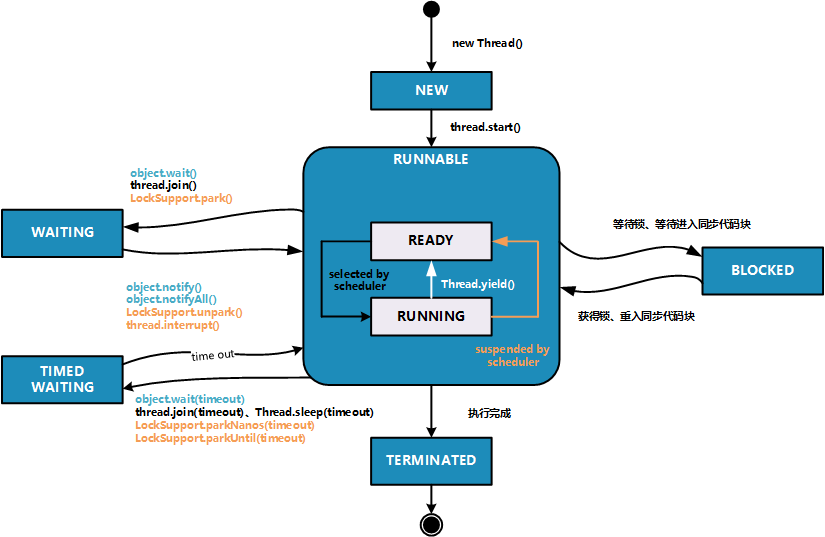 new Thread()
NEW
thread.start()
RUNNABLE
object.wait()
thread.join()
LockSupport.park()
WAITING
READY
等待锁、等待进入同步代码块
BLOCKED
selected by
scheduler
Thread.yield()
object.notify()
object.notifyAll()
LockSupport.unpark()
thread.interrupt()
RUNNING
获得锁、重入同步代码块
suspended by
scheduler
time out
TIMED
WAITING
object.wait(timeout)
thread.join(timeout)、Thread.sleep(timeout)
LockSupport.parkNanos(timeout)
LockSupport.parkUntil(timeout)
执行完成
TERMINATED